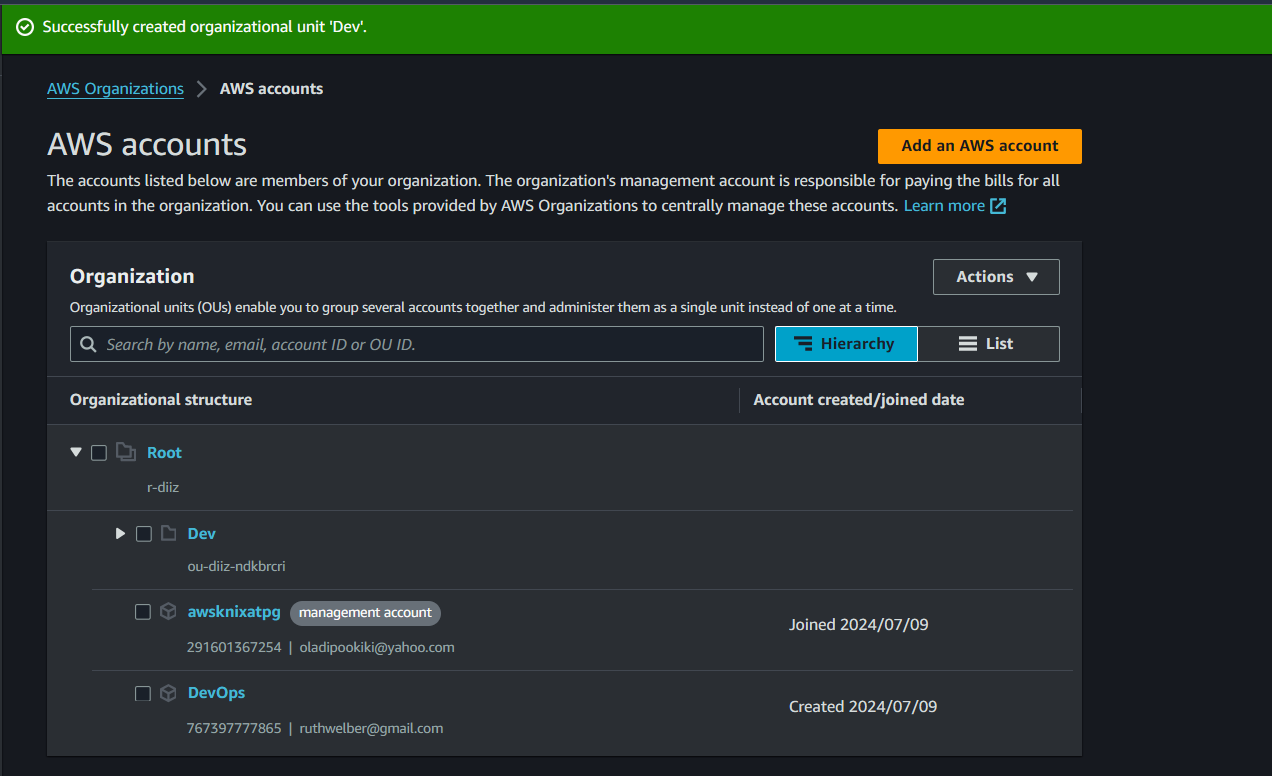 Successfully created organizational unit 'Dev'.
AWS Organizations > AWS accounts
AWS accounts
Add an AWS account
The accounts listed below are members of your organization. The organization's management account is responsible for paying the bills for all
accounts in the organization. You can use the tools provided by AWS Organizations to centrally manage these accounts. Learn more
Organization
Actions
Organizational units (OUs) enable you to group several accounts together and administer them as a single unit instead of one at a time.
Search by name, email, account ID or OU ID.
Hierarchy
List
Organizational structure
Account created/joined date
Root
r-diiz
Dev
ou-diiz-ndkbrcri
awsknixatpg management account
Joined 2024/07/09
291601367254 | oladipookiki@yahoo.com
DevOps
Created 2024/07/09
767397777865 | ruthwelber@gmail.com